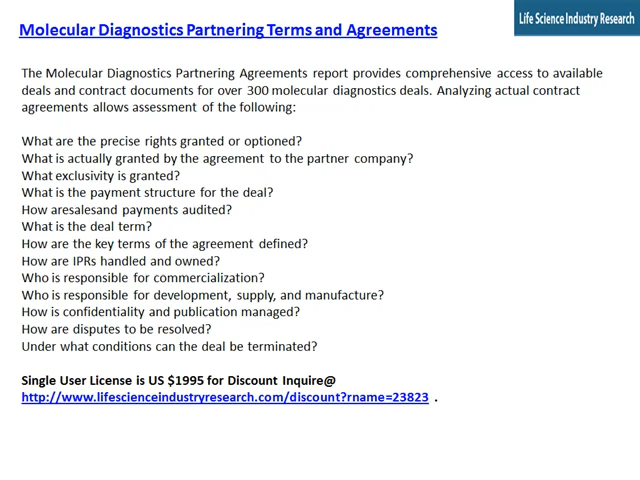 Molecular Diagnostics Partnering Terms and Agreements
Life Science Industry Research
The Molecular Diagnostics Partnering Agreements report provides comprehensive access to available
deals and contract documents for over 300 molecular diagnostics deals. Analyzing actual contract
agreements allows assessment of the following:
What are the precise rights granted or optioned?
What is actually granted by the agreement to the partner company?
What exclusivity is granted?
What is the payment structure for the deal?
How aresalesand payments audited?
What is the deal term?
How are the key terms of the agreement defined?
How are IPRs handled and owned?
Who is responsible for commercialization?
Who is responsible for development, supply, and manufacture?
How is confidentiality and publication managed?
How are disputes to be resolved?
Under what conditions can the deal be terminated?
Single User License is US $1995 for Discount Inquire@
http://www.lifescienceindustryresearch.com/discount?rname=23823 .